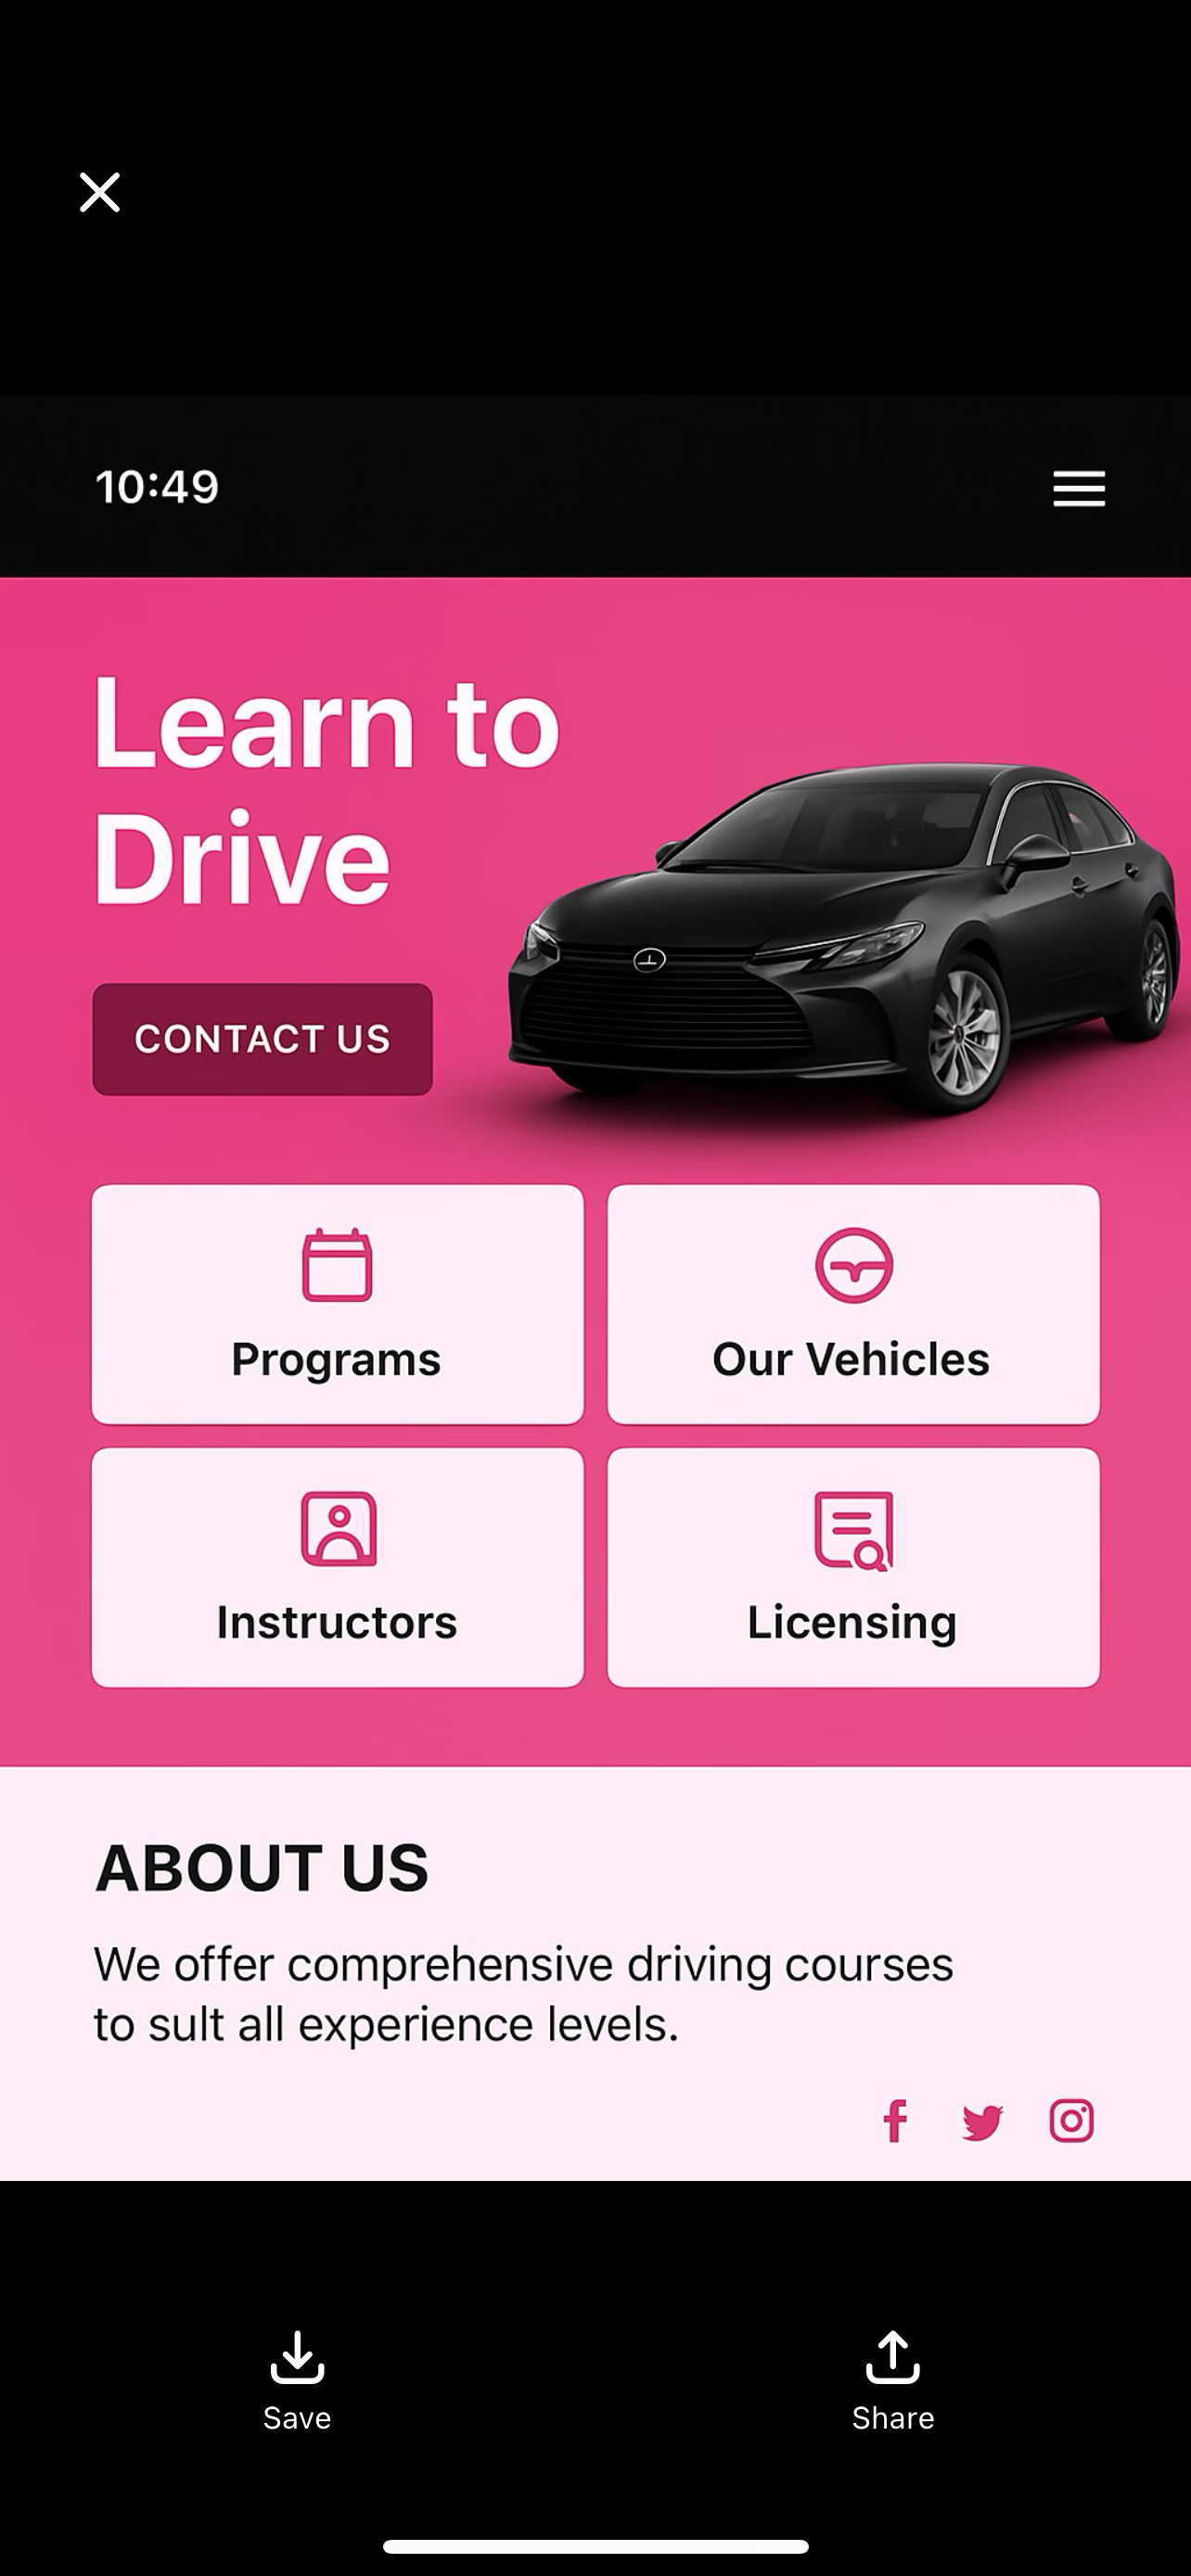 10:49
Learn to
Drive
CONTACT US
Programs
Our Vehicles
Instructors
Licensing
ABOUT US
We offer comprehensive driving courses
to sult all experience levels.
Save
Share